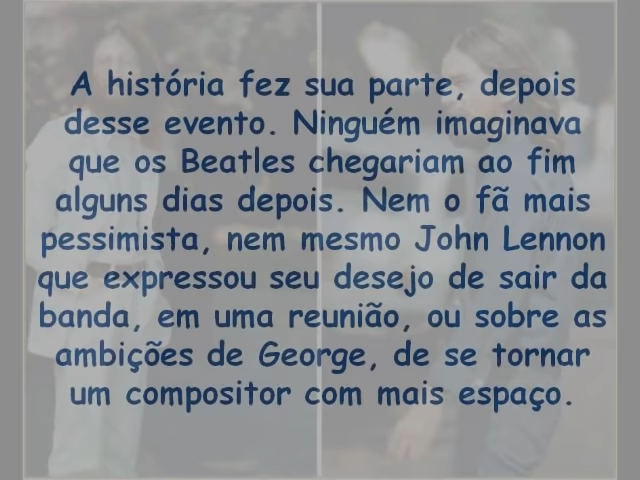 A história fez sua parte, depois
desse evento. Ninguém imaginava
que os Beatles chegariam ao fim
alguns dias depois. Nem o fã mais
pessimista, nem mesmo John Lennon
que expressou seu desejo de sair da
banda, em uma reunião, ou sobre as
ambições de George, de se tornar
um compositor com mais espaço.